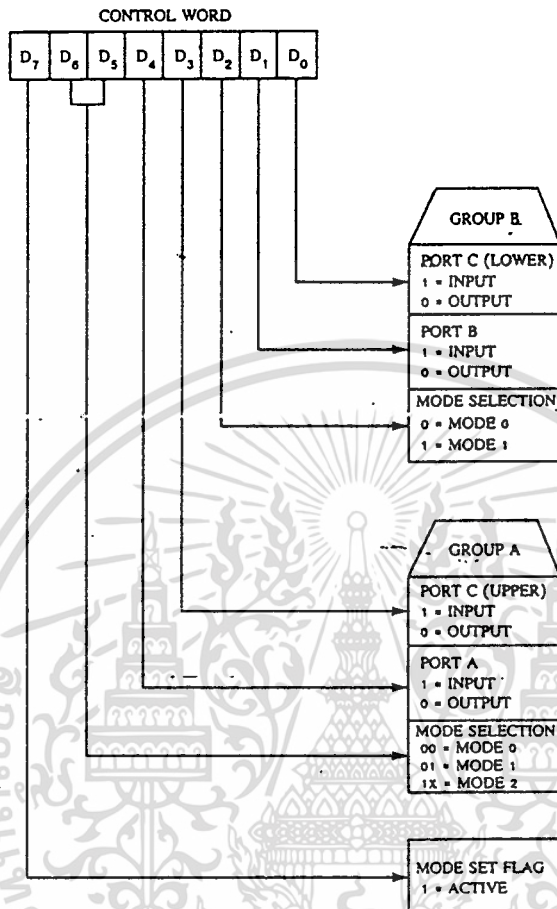 CONTROL WORD
D7 D6 D5 D4 D3 D2 D1 D0
GROUP B
PORT C (LOWER)
1 = INPUT
0 = OUTPUT
PORT B
1 = INPUT
0 = OUTPUT
MODE SELECTION
0 = MODE 0
1 = MODE 1
GROUP A
PORT C (UPPER)
1 = INPUT
0 = OUTPUT
PORT A
1 = INPUT
0 = OUTPUT
MODE SELECTION
00 = MODE 0
01 = MODE 1
1X = MODE 2
MODE SET FLAG
1 = ACTIVE